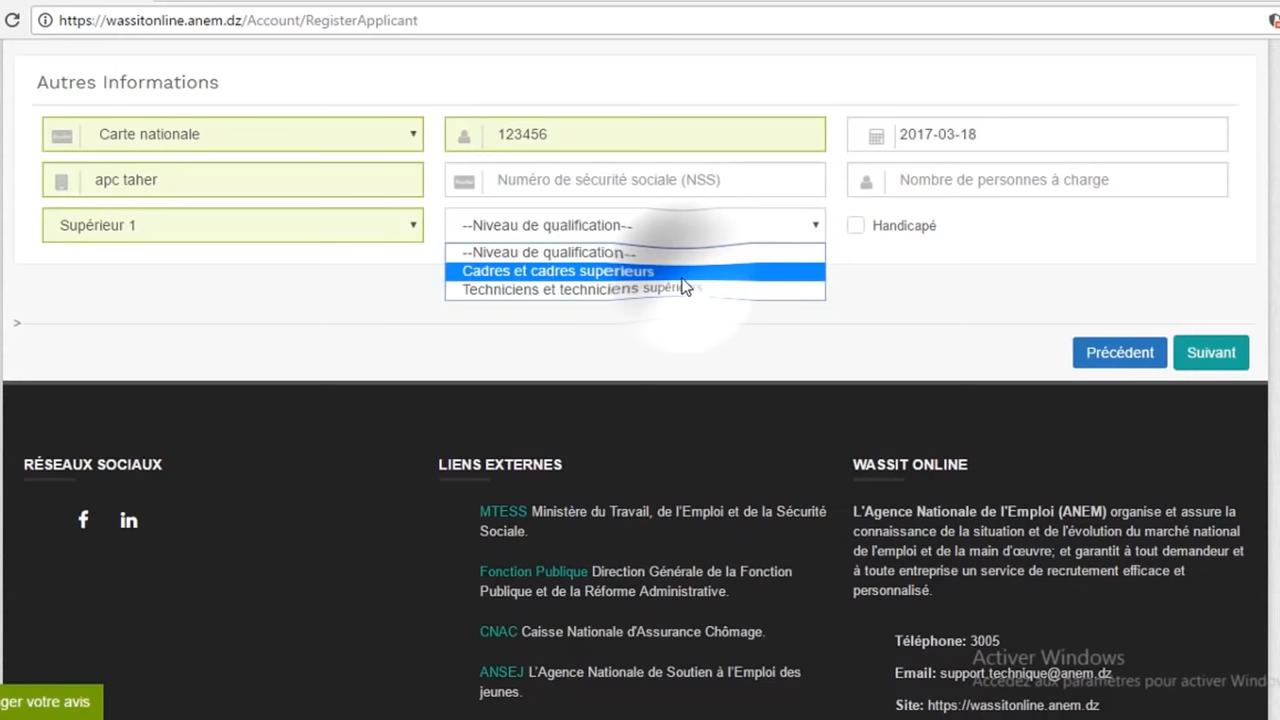 https://wassitonline.anem.dz/Account/RegisterApplicant
Autres Informations
Carte nationale
123456
2017-03-18
apc taher
Numéro de sécurité sociale (NSS)
Nombre de personnes à charge
Supérieur 1
--Niveau de qualification--
Handicapé
--Niveau de qualification--
Cadres et cadres supérieurs
Techniciens et techniciens supérieurs
>
Précédent
Suivant
RÉSEAUX SOCIAUX
LIENS EXTERNES
MTESS Ministère du Travail, de l'Emploi et de la Sécurité
Sociale.
Fonction Publique Direction Générale de la Fonction
Publique et de la Réforme Administrative.
CNAC Caisse Nationale d'Assurance Chômage.
ANSEJ L'Agence Nationale de Soutien à l'Emploi des
jeunes.
WASSIT ONLINE
L'Agence Nationale de l'Emploi (ANEM) organise et assure la
connaissance de la situation et de l'évolution du marché national
de l'emploi et de la main d'œuvre; et garantit à tout demandeur et
à toute entreprise un service de recrutement efficace et
personnalisé.
Téléphone: 3005
Email: support.technique@anem.dz
Site: https://wassitonline.anem.dz
Activer Windows
Accédez aux paramètres pour activer Windo
ger votre avis